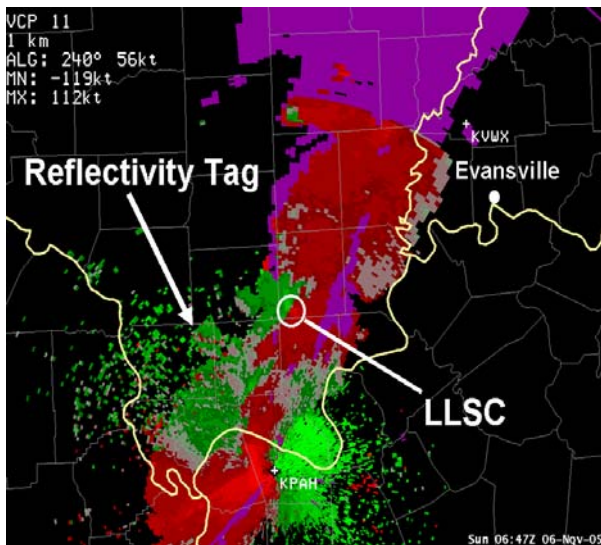 VCP 11
1 km
ALG: 240° 56kt
MN: -119kt
MX: 112kt
KVWX
Reflectivity Tag
Evansville
LLSC
KPAH
Sun 06:47Z 06-Nov-05